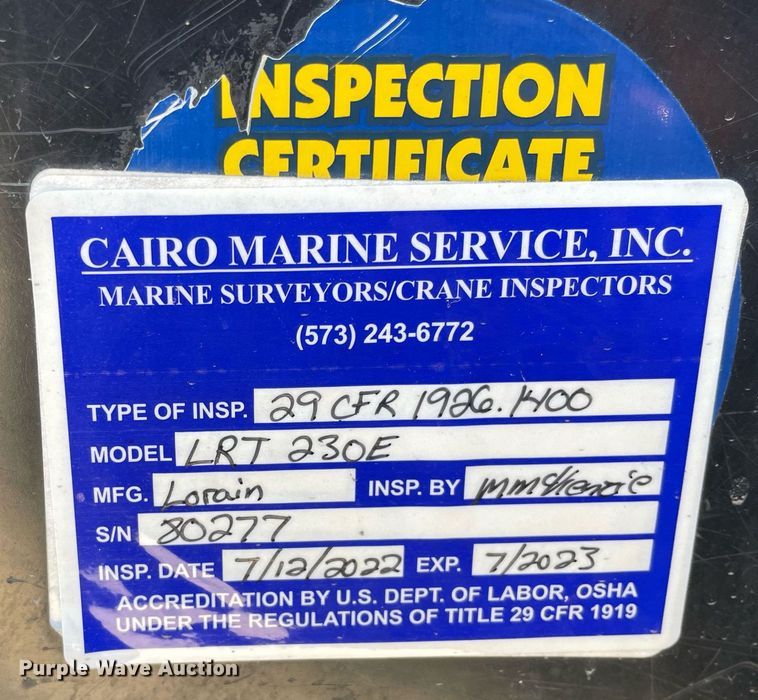 INSPECTION
CERTIFICATE
CAIRO MARINE SERVICE, INC.
MARINE SURVEYORS/CRANE INSPECTORS
(573) 243-6772
TYPE OF INSP. 29 CFR 1926.1400
MODEL LRT 230E
MFG. Lorain INSP. BY MMcKenzie
S/N 80277
INSP. DATE 7/12/2022 EXP. 7/2023
ACCREDITATION BY U.S. DEPT. OF LABOR, OSHA
UNDER THE REGULATIONS OF TITLE 29 CFR 1919
Purple Wave Auction